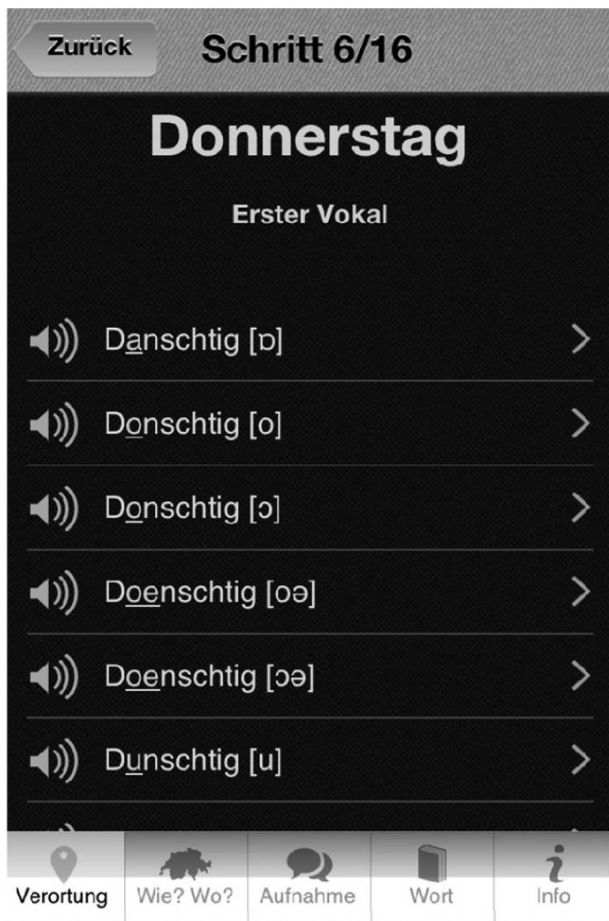 Zurück
Schritt 6/16
Donnerstag
Erster Vokal
Danschtig [ɒ]
Donschtig [o]
Donschtig [ɔ]
Doenschtig [oə]
Doenschtig [ɔə]
Dunschtig [u]
Verortung
Wie? Wo?
Aufnahme
Wort
Info